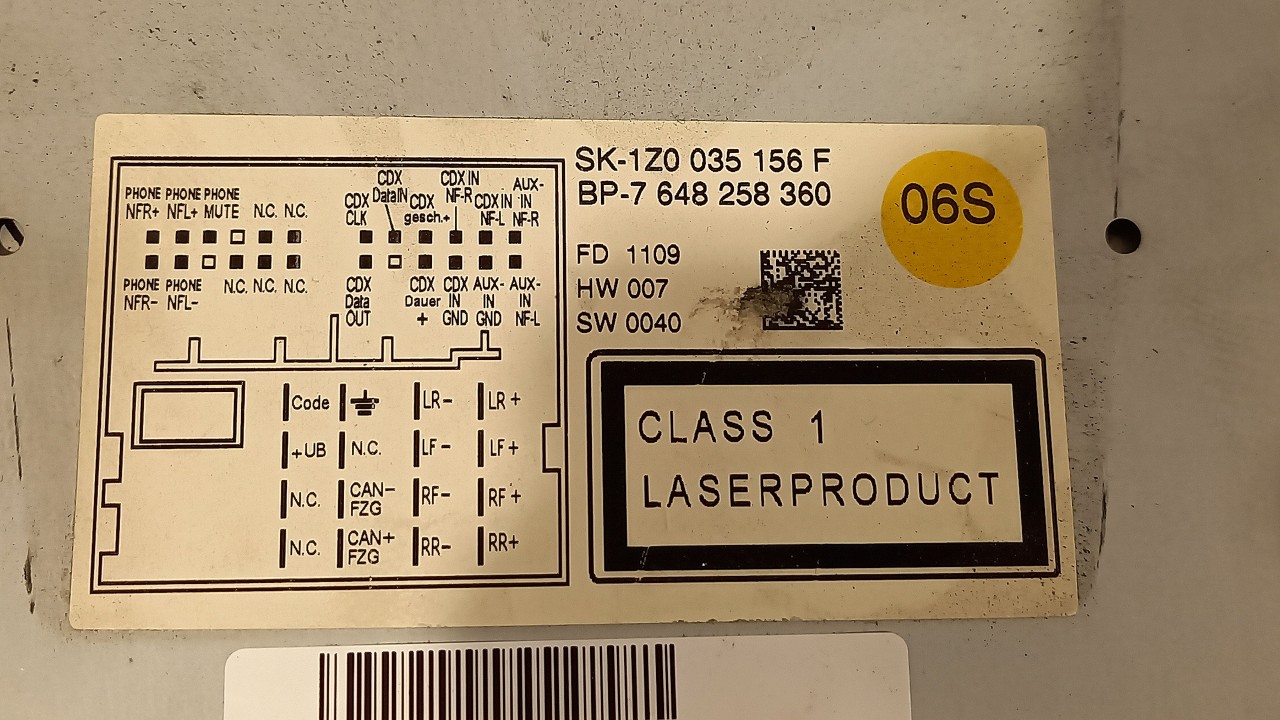 SK-1Z0 035 156 F
BP-7 648 258 360
06S
FD 1109
HW 007
SW 0040
CLASS 1
LASERPRODUCT
PHONE PHONE PHONE
NFR+ NFL+ MUTE N.C. N.C.
PHONE PHONE
NFR- NFL- N.C. N.C. N.C.
CDX CLK
CDX DataIN
CDX gesch.+
CDX IN NF-R
CDX IN NF-L
AUX-IN NF-R
CDX Data OUT
CDX Dauer +
CDX IN GND
AUX-IN GND
AUX-IN NF-L
Code LR- LR+
+UB N.C. LF- LF+
N.C. CAN- FZG RF- RF+
N.C. CAN+ FZG RR- RR+